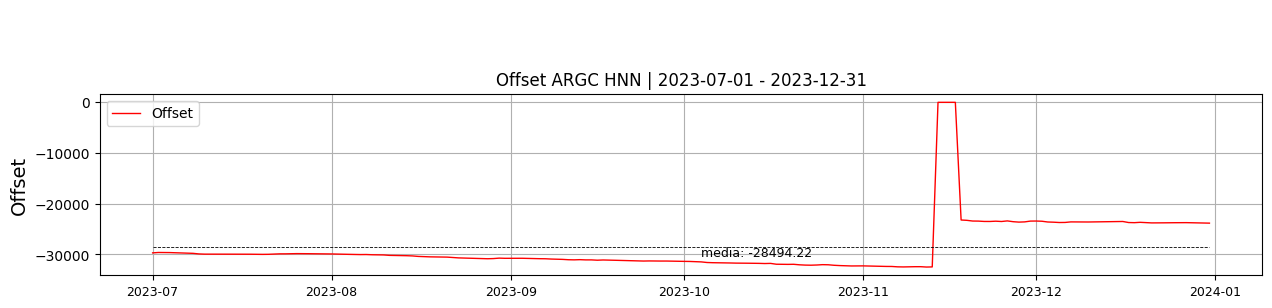 Offset ARGC HNN | 2023-07-01 - 2023-12-31
Offset
0
−10000
−20000
−30000
Offset
media: -28494.22
2023-07
2023-08
2023-09
2023-10
2023-11
2023-12
2024-01